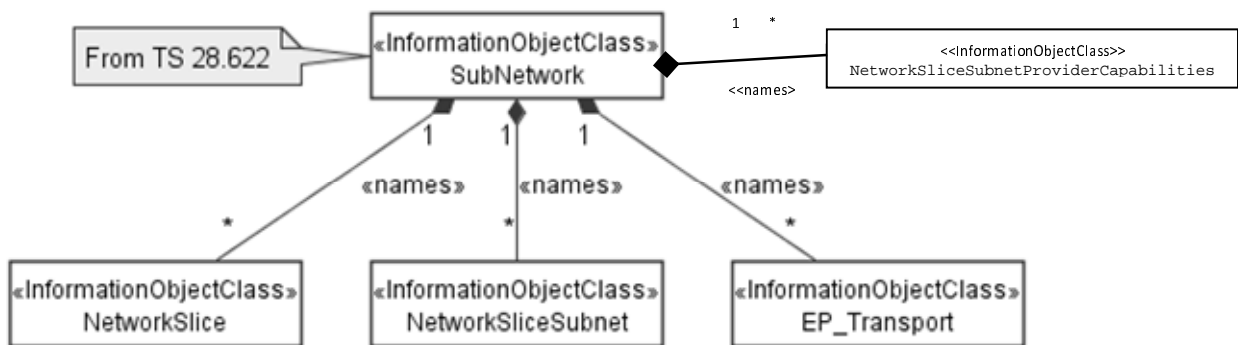 From TS 28.622
«InformationObjectClass»
SubNetwork
1 *
<<InformationObjectClass>>
NetworkSliceSubnetProviderCapabilities
<<names>
1
1
1
«names»
«names»
«names»
*
*
*
«InformationObjectClass»
NetworkSlice
«InformationObjectClass»
NetworkSliceSubnet
«InformationObjectClass»
EP_Transport